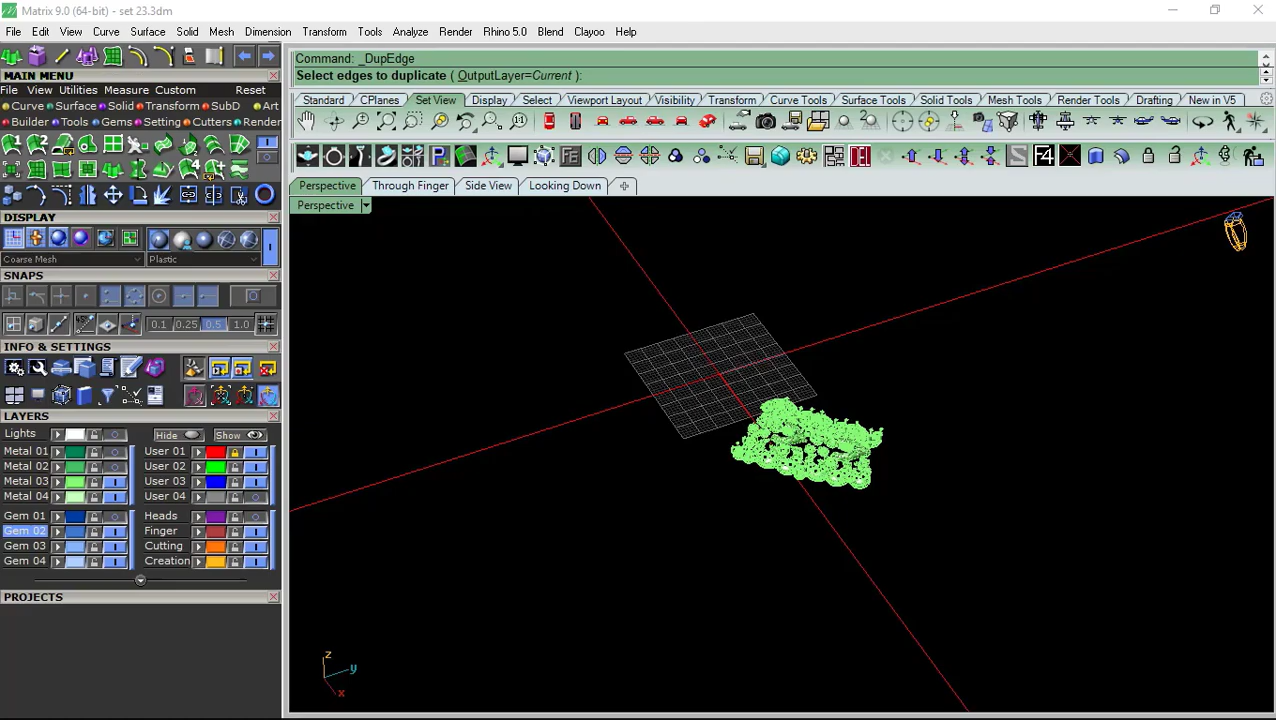 Matrix 9.0 (64-bit) - set 23.3dm
File Edit View Curve Surface Solid Mesh Dimension Transform Tools Analyze Render Rhino 5.0 Blend Clayoo Help
Command: _DupEdge
Select edges to duplicate ( OutputLayer=Current ):
MAIN MENU
File View Utilities Measure Custom Reset
Curve Surface Solid Transform SubD Art
Builder Tools Gems Setting Cutters Render
Standard CPlanes Set View Display Select Viewport Layout Visibility Transform Curve Tools Surface Tools Solid Tools Mesh Tools Render Tools Drafting New in V5
Perspective Through Finger Side View Looking Down
Perspective
DISPLAY
Coarse Mesh Plastic
SNAPS
0.1 0.25 0.5 1.0
INFO & SETTINGS
LAYERS
Lights Hide Show
Metal 01 User 01
Metal 02 User 02
Metal 03 User 03
Metal 04 User 04
Gem 01 Heads
Gem 02 Finger
Gem 03 Cutting
Gem 04 Creation
PROJECTS
z
y
x